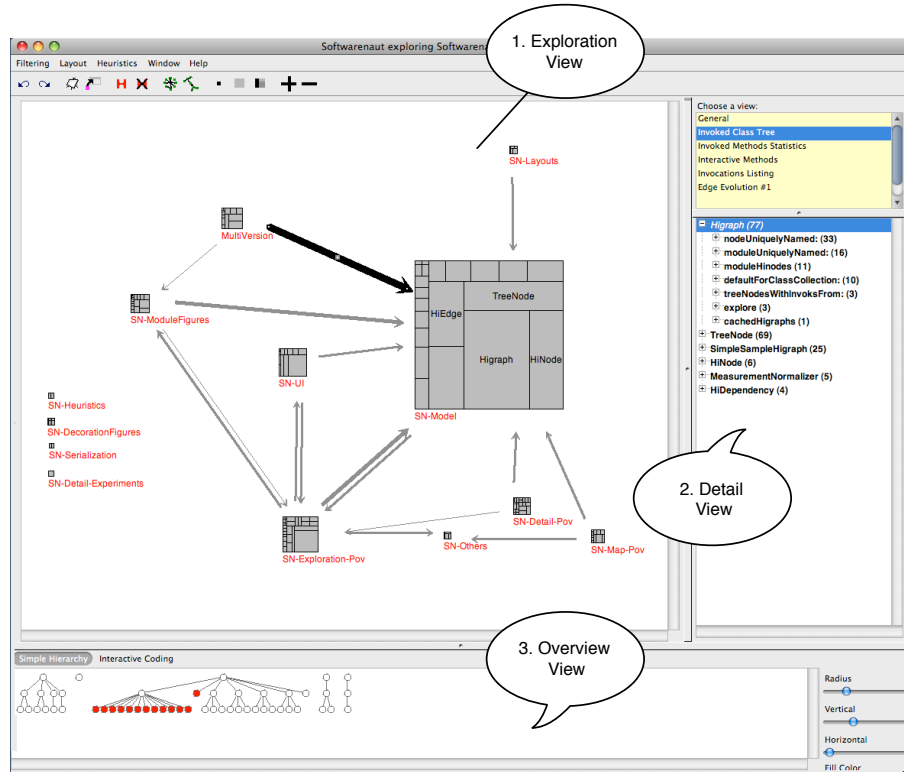 Softwarenaut exploring Softwarena
1. Exploration
View
Filtering Layout Heuristics Window Help
H H
Choose a view:
General
Invoked Class Tree
Invoked Methods Statistics
Interactive Methods
Invocations Listing
Edge Evolution #1
SN-Layouts
MultiVersion
SN-ModuleFigures
SN-UI
TreeNode
HiEdge
Higraph
HiNode
SN-Model
SN-Heuristics
SN-DecorationFigures
SN-Serialization
SN-Detail-Experiments
SN-Exploration-Pov
SN-Others
SN-Detail-Pov
SN-Map-Pov
Higraph (77)
nodeUniquelyNamed: (33)
moduleUniquelyNamed: (16)
moduleHinodes (11)
defaultForClassCollection: (10)
treeNodesWithInvoksFrom: (3)
explore (3)
cachedHigraphs (1)
TreeNode (69)
SimpleSampleHigraph (25)
HiNode (6)
MeasurementNormalizer (5)
HiDependency (4)
2. Detail
View
3. Overview
View
Simple Hierarchy Interactive Coding
Radius
Vertical
Horizontal
Fill Color